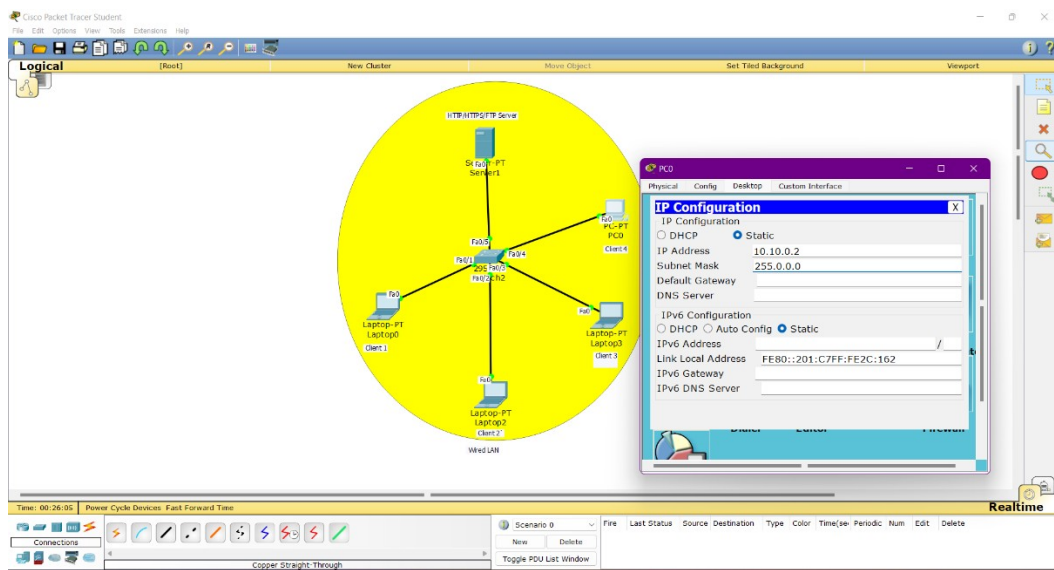 Cisco Packet Tracer Student
File Edit Options View Tools Extensions Help
Logical [Root] New Cluster Move Object Set Tiled Background Viewport
HTTP/HTTPS/FTP Server
Fa0
Server1
Fa0
PC-PT
PC0
Client 4
Fa0/5
Fa0/4
Fa0/1
Fa0/3
Fa0/2
Fa0
Laptop-PT
Laptop0
Client 1
Fa0
Laptop-PT
Laptop3
Client 3
Fa0
Laptop-PT
Laptop2
Client 2`
Wired LAN
PC0
Physical Config Desktop Custom Interface
IP Configuration X
IP Configuration
DHCP Static
IP Address 10.10.0.2
Subnet Mask 255.0.0.0
Default Gateway
DNS Server
IPv6 Configuration
DHCP Auto Config Static
IPv6 Address /
Link Local Address FE80::201:C7FF:FE2C:162
IPv6 Gateway
IPv6 DNS Server
Time: 00:26:05 Power Cycle Devices Fast Forward Time Realtime
Connections
Copper Straight-Through
Scenario 0
New Delete
Toggle PDU List Window
Fire Last Status Source Destination Type Color Time(se Periodic Num Edit Delete